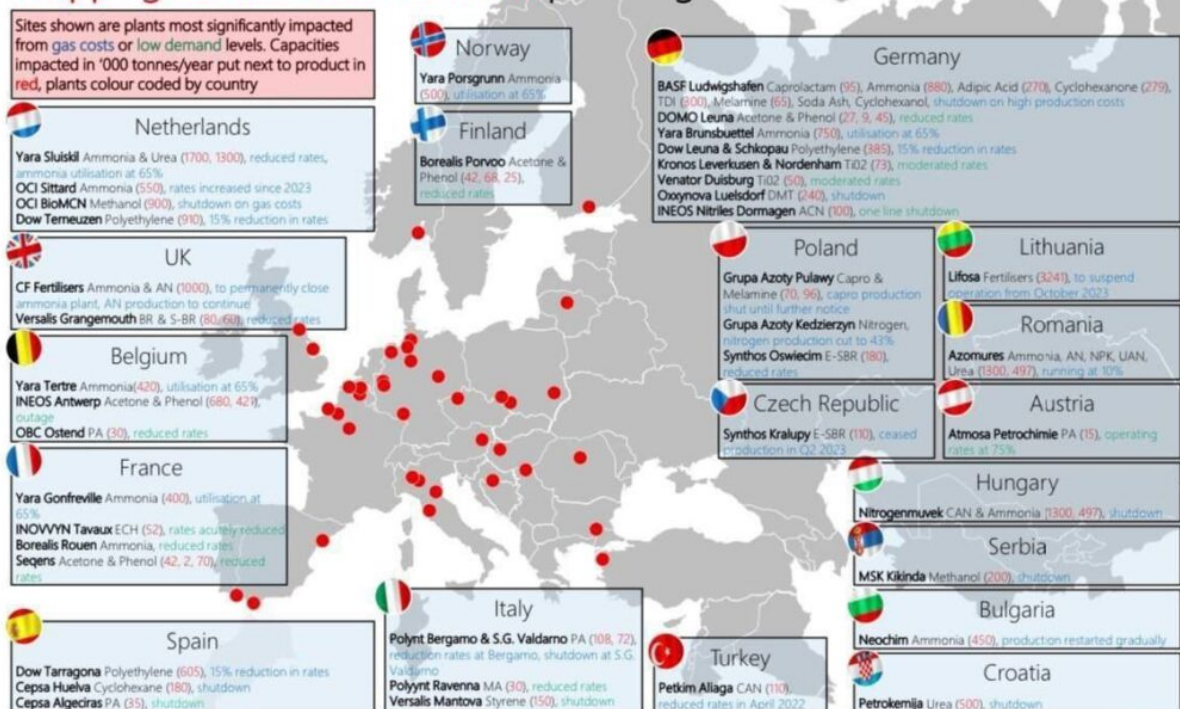 Sites shown are plants most significantly impacted
from gas costs or low demand levels. Capacities
impacted in '000 tonnes/year put next to product in
red, plants colour coded by country
Netherlands
Yara Sluiskil Ammonia & Urea (1700, 1300), reduced rates,
ammonia utilisation at 65%
OCI Sittard Ammonia (550), rates increased since 2023
OCI BioMCN Methanol (900), shutdown on gas costs
Dow Terneuzen Polyethylene (910), 15% reduction in rates
UK
CF Fertilisers Ammonia & AN (1000), to permanently close
ammonia plant, AN production to continue
Versalis Grangemouth BR & S-BR (80, 60), reduced rates
Belgium
Yara Tertre Ammonia(420), utilisation at 65%
INEOS Antwerp Acetone & Phenol (680, 427),
outage
OBC Ostend PA (30), reduced rates
France
Yara Gonfreville Ammonia (400), utilisation at
65%
INOVVYN Tavaux ECH (52), rates acutely reduced
Borealis Rouen Ammonia, reduced rates
Seqens Acetone & Phenol (42, 2, 70), reduced
rates
Spain
Dow Tarragona Polyethylene (605), 15% reduction in rates
Cepsa Huelva Cyclohexane (180), shutdown
Cepsa Algeciras PA (35), shutdown
Norway
Yara Porsgrunn Ammonia
(500), utilisation at 65%
Finland
Borealis Porvoo Acetone &
Phenol (42, 68, 25),
reduced rates
Germany
BASF Ludwigshafen Caprolactam (95), Ammonia (880), Adipic Acid (270), Cyclohexanone (279),
TDI (300), Melamine (65), Soda Ash, Cyclohexanol, shutdown on high production costs
DOMO Leuna Acetone & Phenol (27, 9, 45), reduced rates
Yara Brunsbuettel Ammonia (750), utilisation at 65%
Dow Leuna & Schkopau Polyethylene (385), 15% reduction in rates
Kronos Leverkusen & Nordenham Ti02 (73), moderated rates
Venator Duisburg Ti02 (50), moderated rates
Oxxynova Luelsdorf DMT (240), shutdown
INEOS Nitriles Dormagen ACN (100), one line shutdown
Poland
Grupa Azoty Pulawy Capro &
Melamine (70, 96), capro production
shut until further notice
Grupa Azoty Kedzierzyn Nitrogen,
nitrogen production cut to 43%
Synthos Oswiecim E-SBR (180),
reduced rates
Lithuania
Lifosa Fertilisers (3241), to suspend
operation from October 2023
Romania
Azomures Ammonia, AN, NPK, UAN,
Urea (1300, 497), running at 10%
Czech Republic
Synthos Kralupy E-SBR (110), ceased
production in Q2 2023
Austria
Atmosa Petrochimie PA (15), operating
rates at 75%
Hungary
Nitrogenmuvek CAN & Ammonia (1300, 497), shutdown
Serbia
MSK Kikinda Methanol (200), shutdown
Bulgaria
Neochim Ammonia (450), production restarted gradually
Croatia
Petrokemija Urea (500), shutdown
Italy
Polynt Bergamo & S.G. Valdarno PA (108, 72),
reduction rates at Bergamo, shutdown at S.G.
Valdarno
Polyynt Ravenna MA (30), reduced rates
Versalis Mantova Styrene (150), shutdown
Turkey
Petkim Aliaga CAN (110),
reduced rates in April 2022